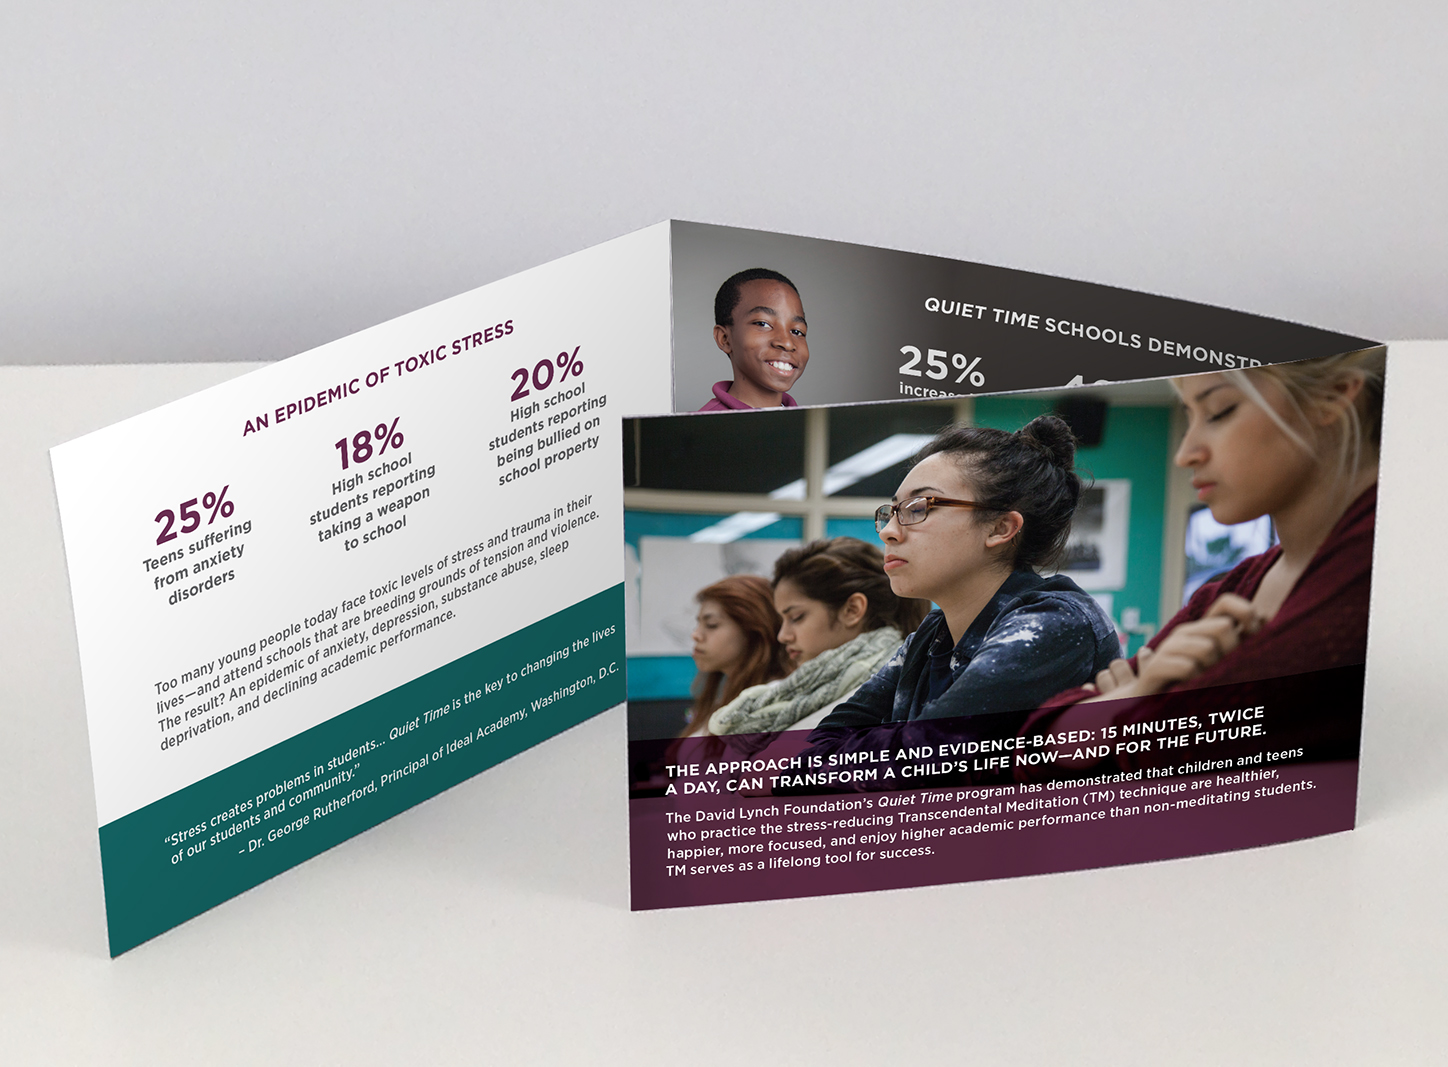 AN EPIDEMIC OF TOXIC STRESS
25%
Teens suffering
from anxiety
disorders
18%
High school
students reporting
taking a weapon
to school
20%
High school
students reporting
being bullied on
school property
Too many young people today face toxic levels of stress and trauma in their
lives—and attend schools that are breeding grounds of tension and violence.
The result? An epidemic of anxiety, depression, substance abuse, sleep
deprivation, and declining academic performance.
“Stress creates problems in students... Quiet Time is the key to changing the lives
of our students and community.”
– Dr. George Rutherford, Principal of Ideal Academy, Washington, D.C.
QUIET TIME SCHOOLS
25%
THE APPROACH IS SIMPLE AND EVIDENCE-BASED: 15 MINUTES, TWICE
A DAY, CAN TRANSFORM A CHILD’S LIFE NOW—AND FOR THE FUTURE.
The David Lynch Foundation’s Quiet Time program has demonstrated that children and teens
who practice the stress-reducing Transcendental Meditation (TM) technique are healthier,
happier, more focused, and enjoy higher academic performance than non-meditating students.
TM serves as a lifelong tool for success.